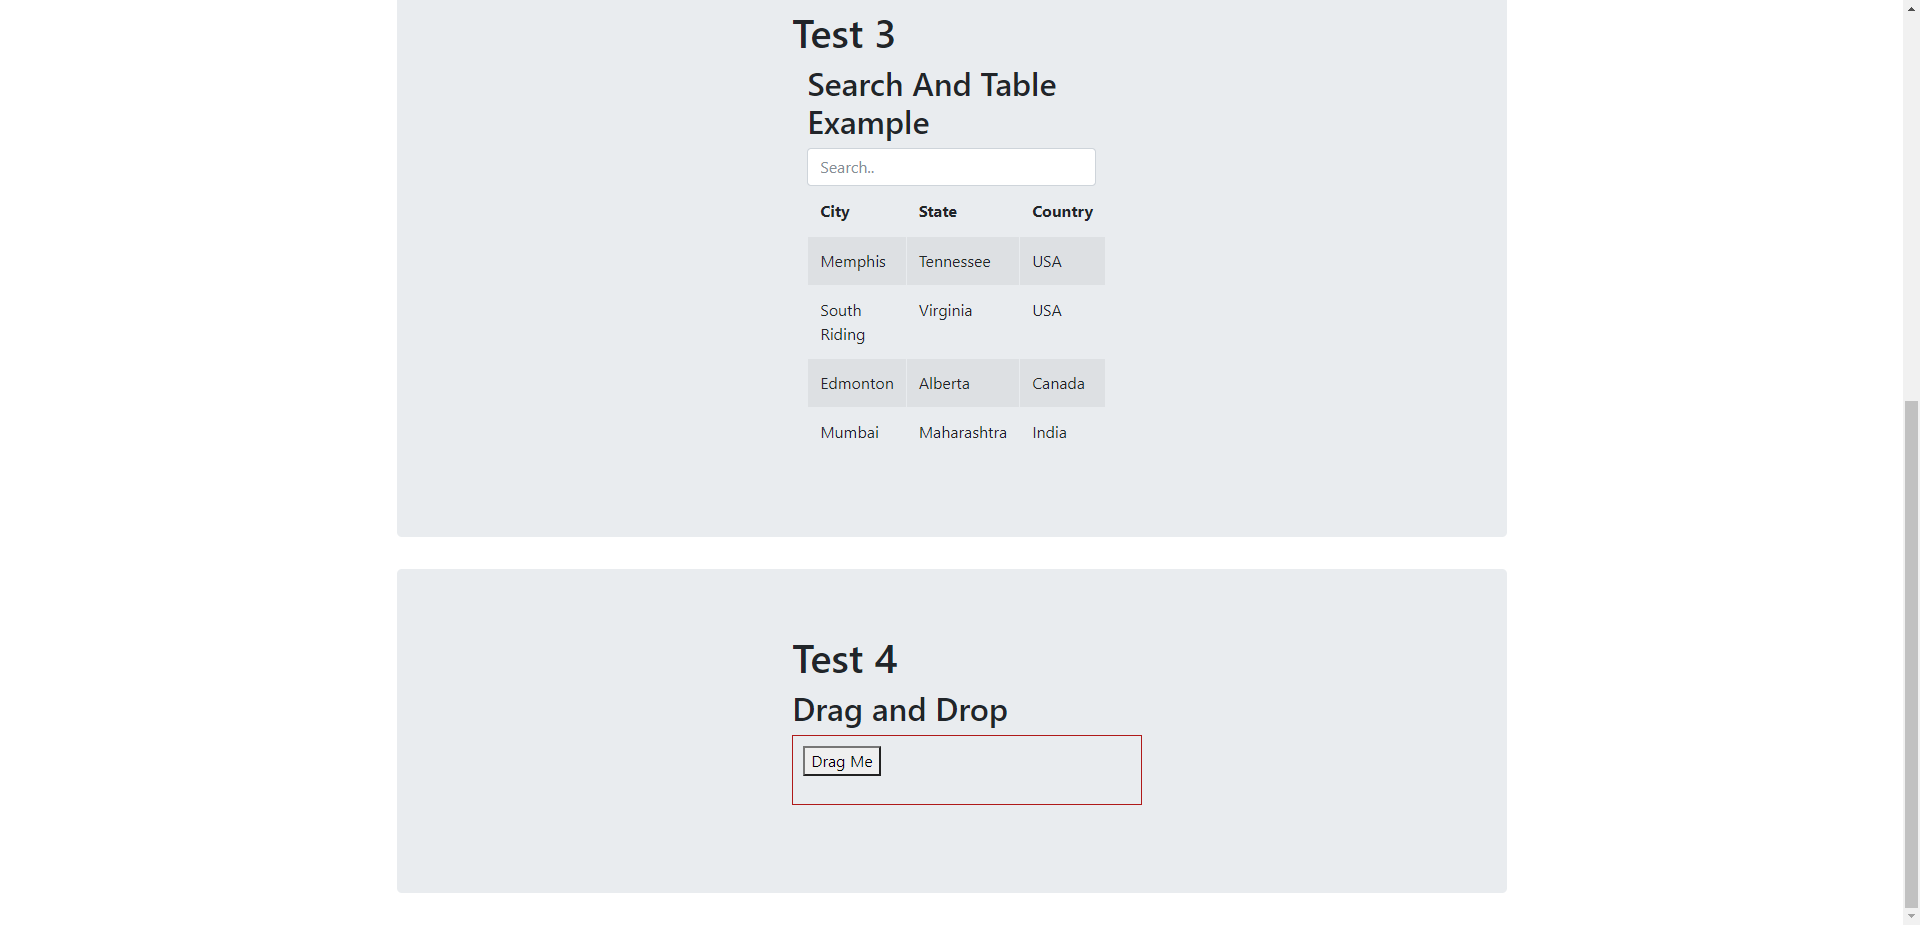 Test 3
Search And Table
Example
Search..
City State Country
Memphis Tennessee USA
South Riding Virginia USA
Edmonton Alberta Canada
Mumbai Maharashtra India
Test 4
Drag and Drop
Drag Me